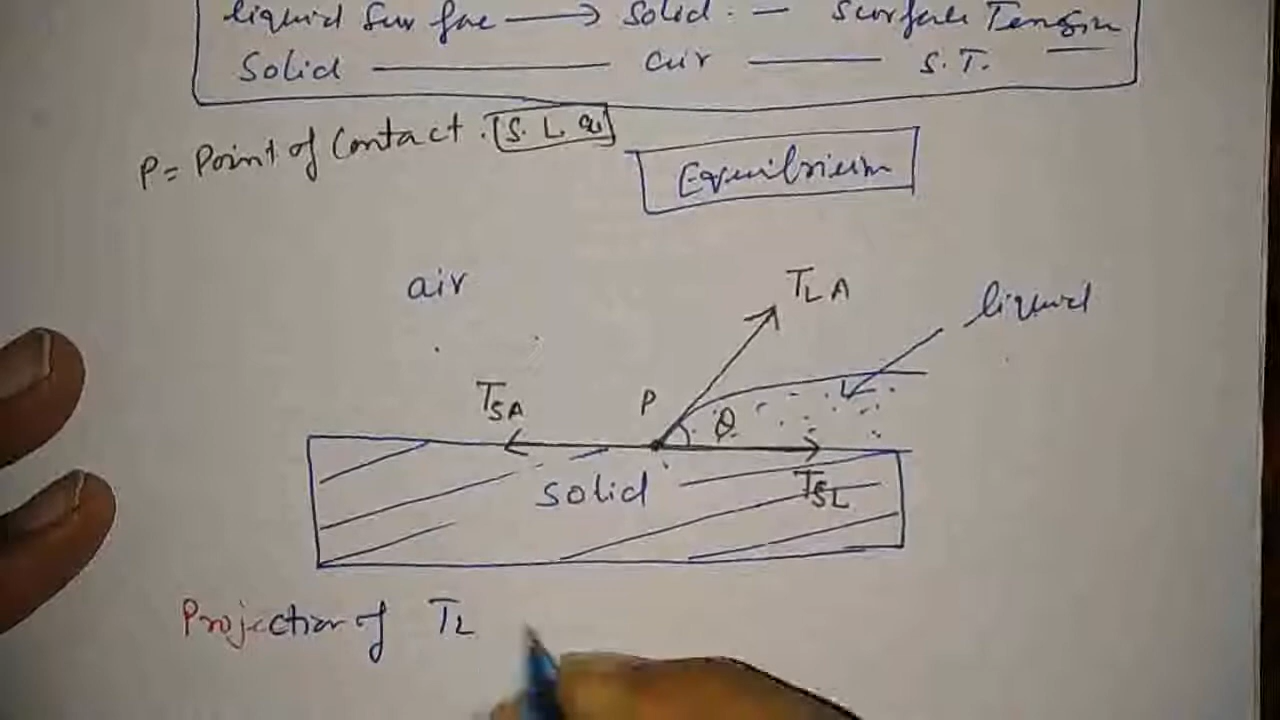 liquid Surface → Solid. — Surface Tension
Solid — air — S.T.
P = Point of Contact. [S. L. a]
Equilibrium
air
TLA
liquid
TSA
P
θ
solid
TSL
Projection of TL